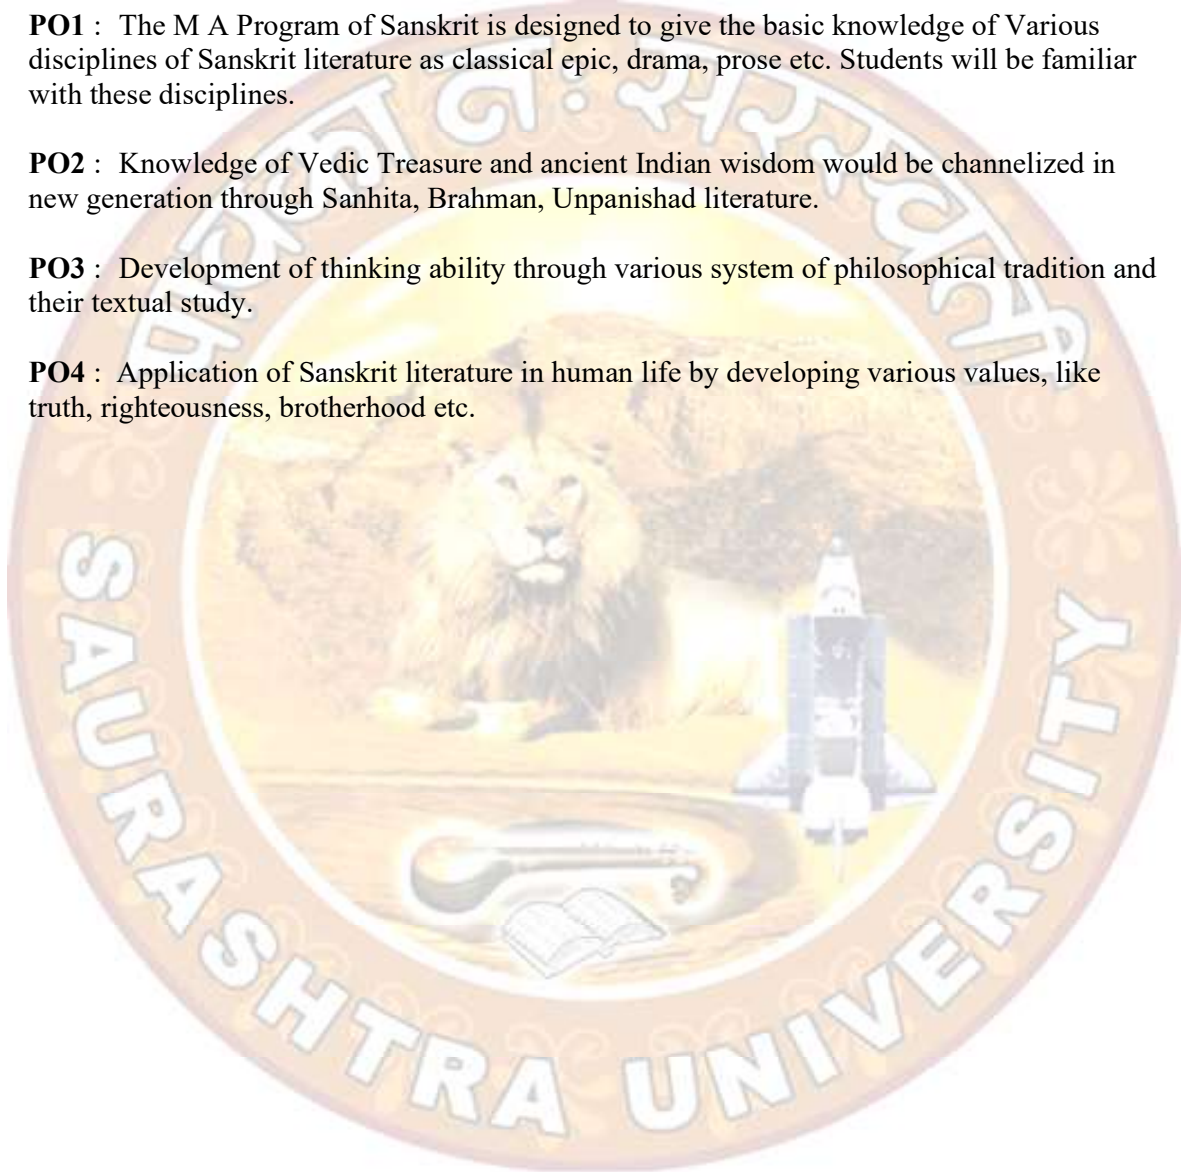 PO1 : The M A Program of Sanskrit is designed to give the basic knowledge of Various
disciplines of Sanskrit literature as classical epic, drama, prose etc. Students will be familiar
with these disciplines.
PO2 : Knowledge of Vedic Treasure and ancient Indian wisdom would be channelized in
new generation through Sanhita, Brahman, Unpanishad literature.
PO3 : Development of thinking ability through various system of philosophical tradition and
their textual study.
PO4 : Application of Sanskrit literature in human life by developing various values, like
truth, righteousness, brotherhood etc.
पावका नः सरस्वती
SAURASHTRA UNIVERSITY